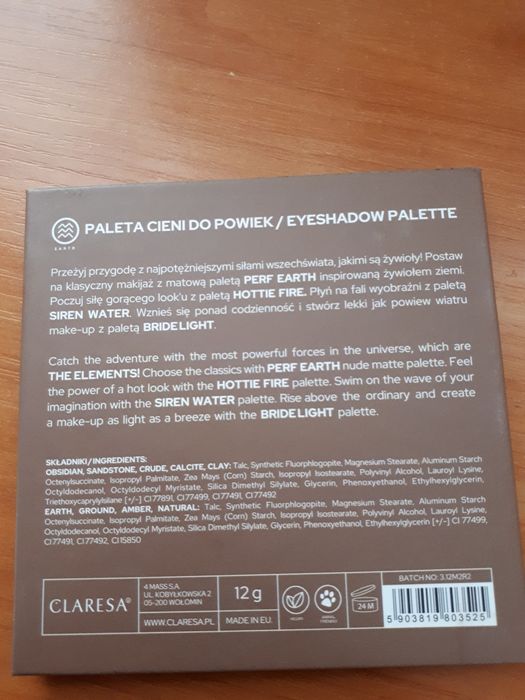 EARTH
PALETA CIENI DO POWIEK / EYESHADOW PALETTE
Przeżyj przygodę z najpotężniejszymi siłami wszechświata, jakimi są żywioły! Postaw
na klasyczny makijaż z matową paletą PERF EARTH inspirowaną żywiołem ziemi.
Poczuj siłę gorącego look'u z paletą HOTTIE FIRE. Płyń na fali wyobraźni z paletą
SIREN WATER. Wznieś się ponad codzienność i stwórz lekki jak powiew wiatru
make-up z paletą BRIDE LIGHT.
Catch the adventure with the most powerful forces in the universe, which are
THE ELEMENTS! Choose the classics with PERF EARTH nude matte palette. Feel
the power of a hot look with the HOTTIE FIRE palette. Swim on the wave of your
imagination with the SIREN WATER palette. Rise above the ordinary and create
a make-up as light as a breeze with the BRIDE LIGHT palette.
SKŁADNIKI/INGREDIENTS:
OBSIDIAN, SANDSTONE, CRUDE, CALCITE, CLAY: Talc, Synthetic Fluorphlogopite, Magnesium Stearate, Aluminum Starch
Octenylsuccinate, Isopropyl Palmitate, Zea Mays (Corn) Starch, Isopropyl Isostearate, Polyvinyl Alcohol, Lauroyl Lysine,
Octyldodecanol, Octyldodecyl Myristate, Silica Dimethyl Silylate, Glycerin, Phenoxyethanol, Ethylhexylglycerin,
Triethoxycaprylylsilane [+/-] CI77891, CI77499, CI77491, CI77492
EARTH, GROUND, AMBER, NATURAL: Talc, Synthetic Fluorphlogopite, Magnesium Stearate, Aluminum Starch
Octenylsuccinate, Isopropyl Palmitate, Zea Mays (Corn) Starch, Isopropyl Isostearate, Polyvinyl Alcohol, Lauroyl Lysine,
Octyldodecanol, Octyldodecyl Myristate, Silica Dimethyl Silylate, Glycerin, Phenoxyethanol, Ethylhexylglycerin [+/-] CI 77499,
CI77491, CI77492, CI15850
CLARESA®
4 MASS S.A.
UL. KOBYŁKOWSKA 2
05-200 WOŁOMIN
WWW.CLARESA.PL
12 g
MADE IN EU.
VEGAN
ANIMAL
FRIENDLY
24 M
BATCH NO: 3.12M2R2
5 903819 803525